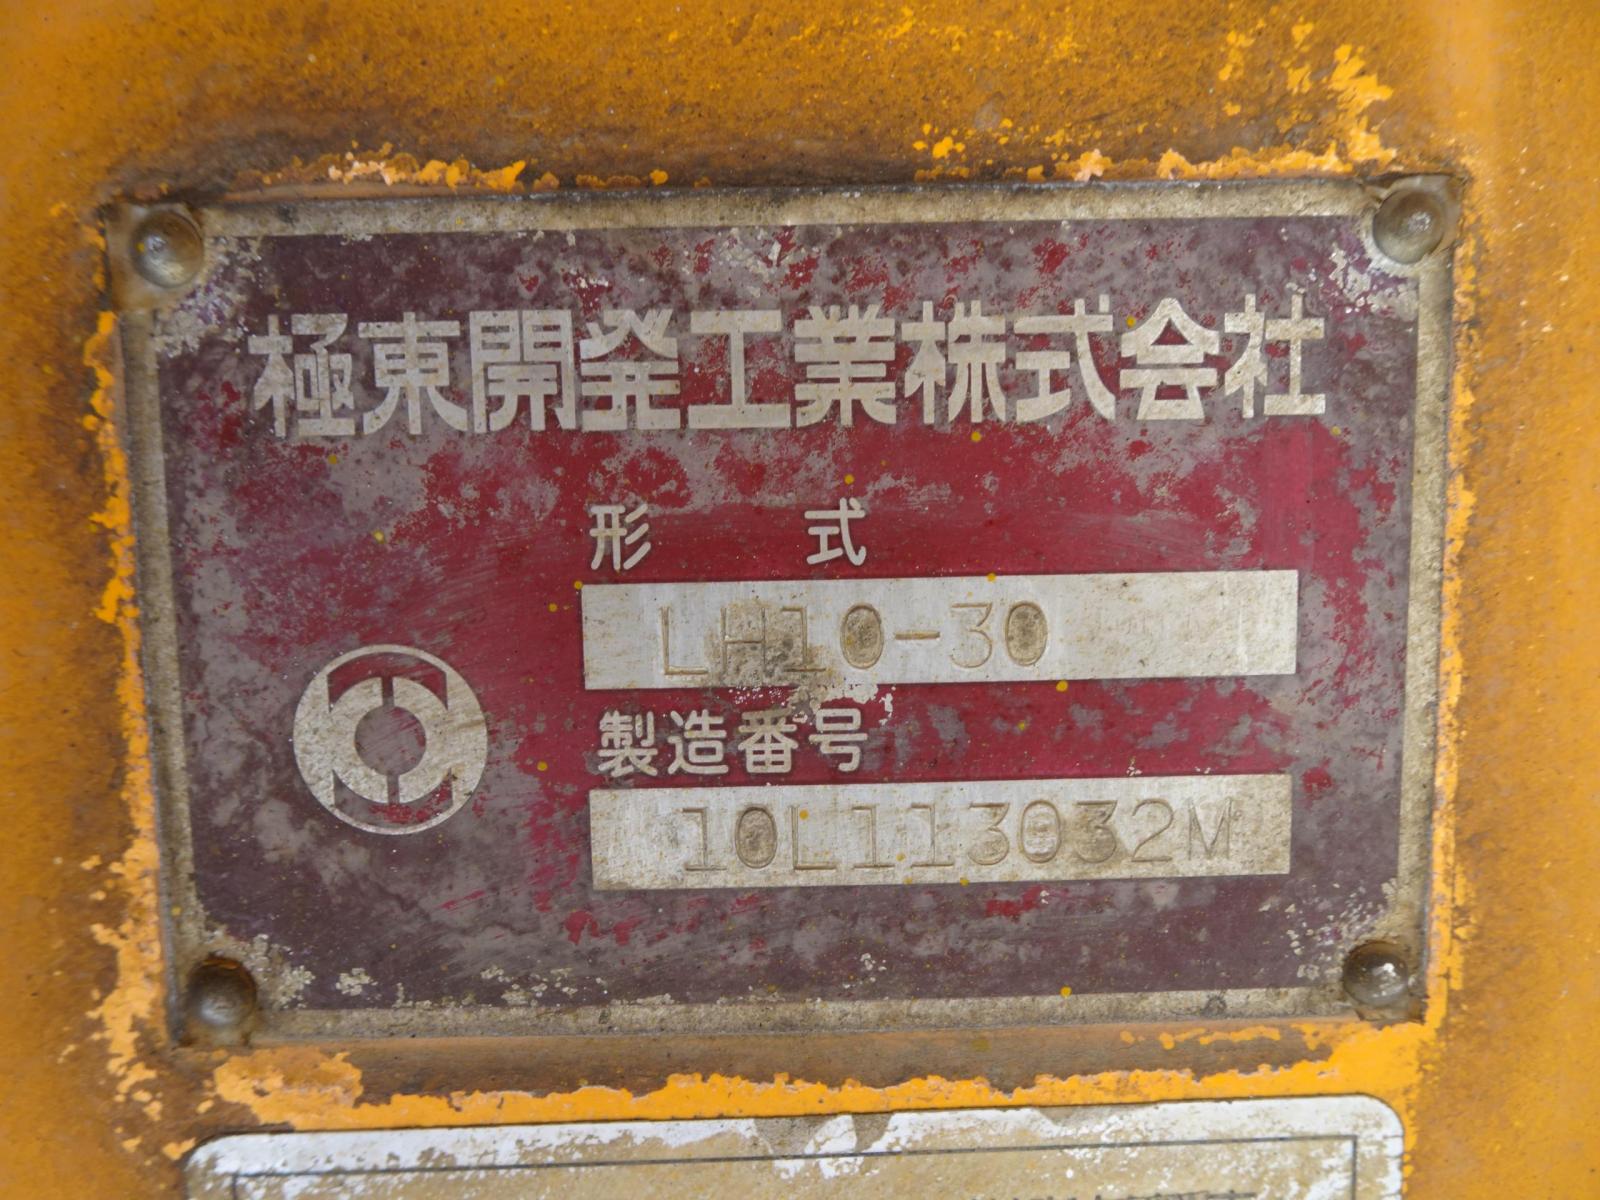 極東開発工業株式会社
形 式
LH10-30
製造番号
10L113032M